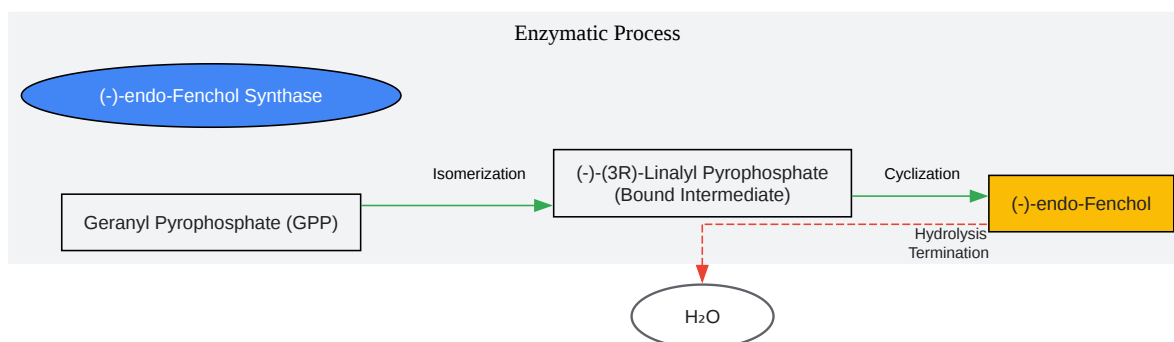 Enzymatic Process
(-)-endo-Fenchol Synthase
Geranyl Pyrophosphate (GPP)
Isomerization
(-)-(3R)-Linalyl Pyrophosphate
(Bound Intermediate)
Cyclization
(-)-endo-Fenchol
Hydrolysis
Termination
H₂O